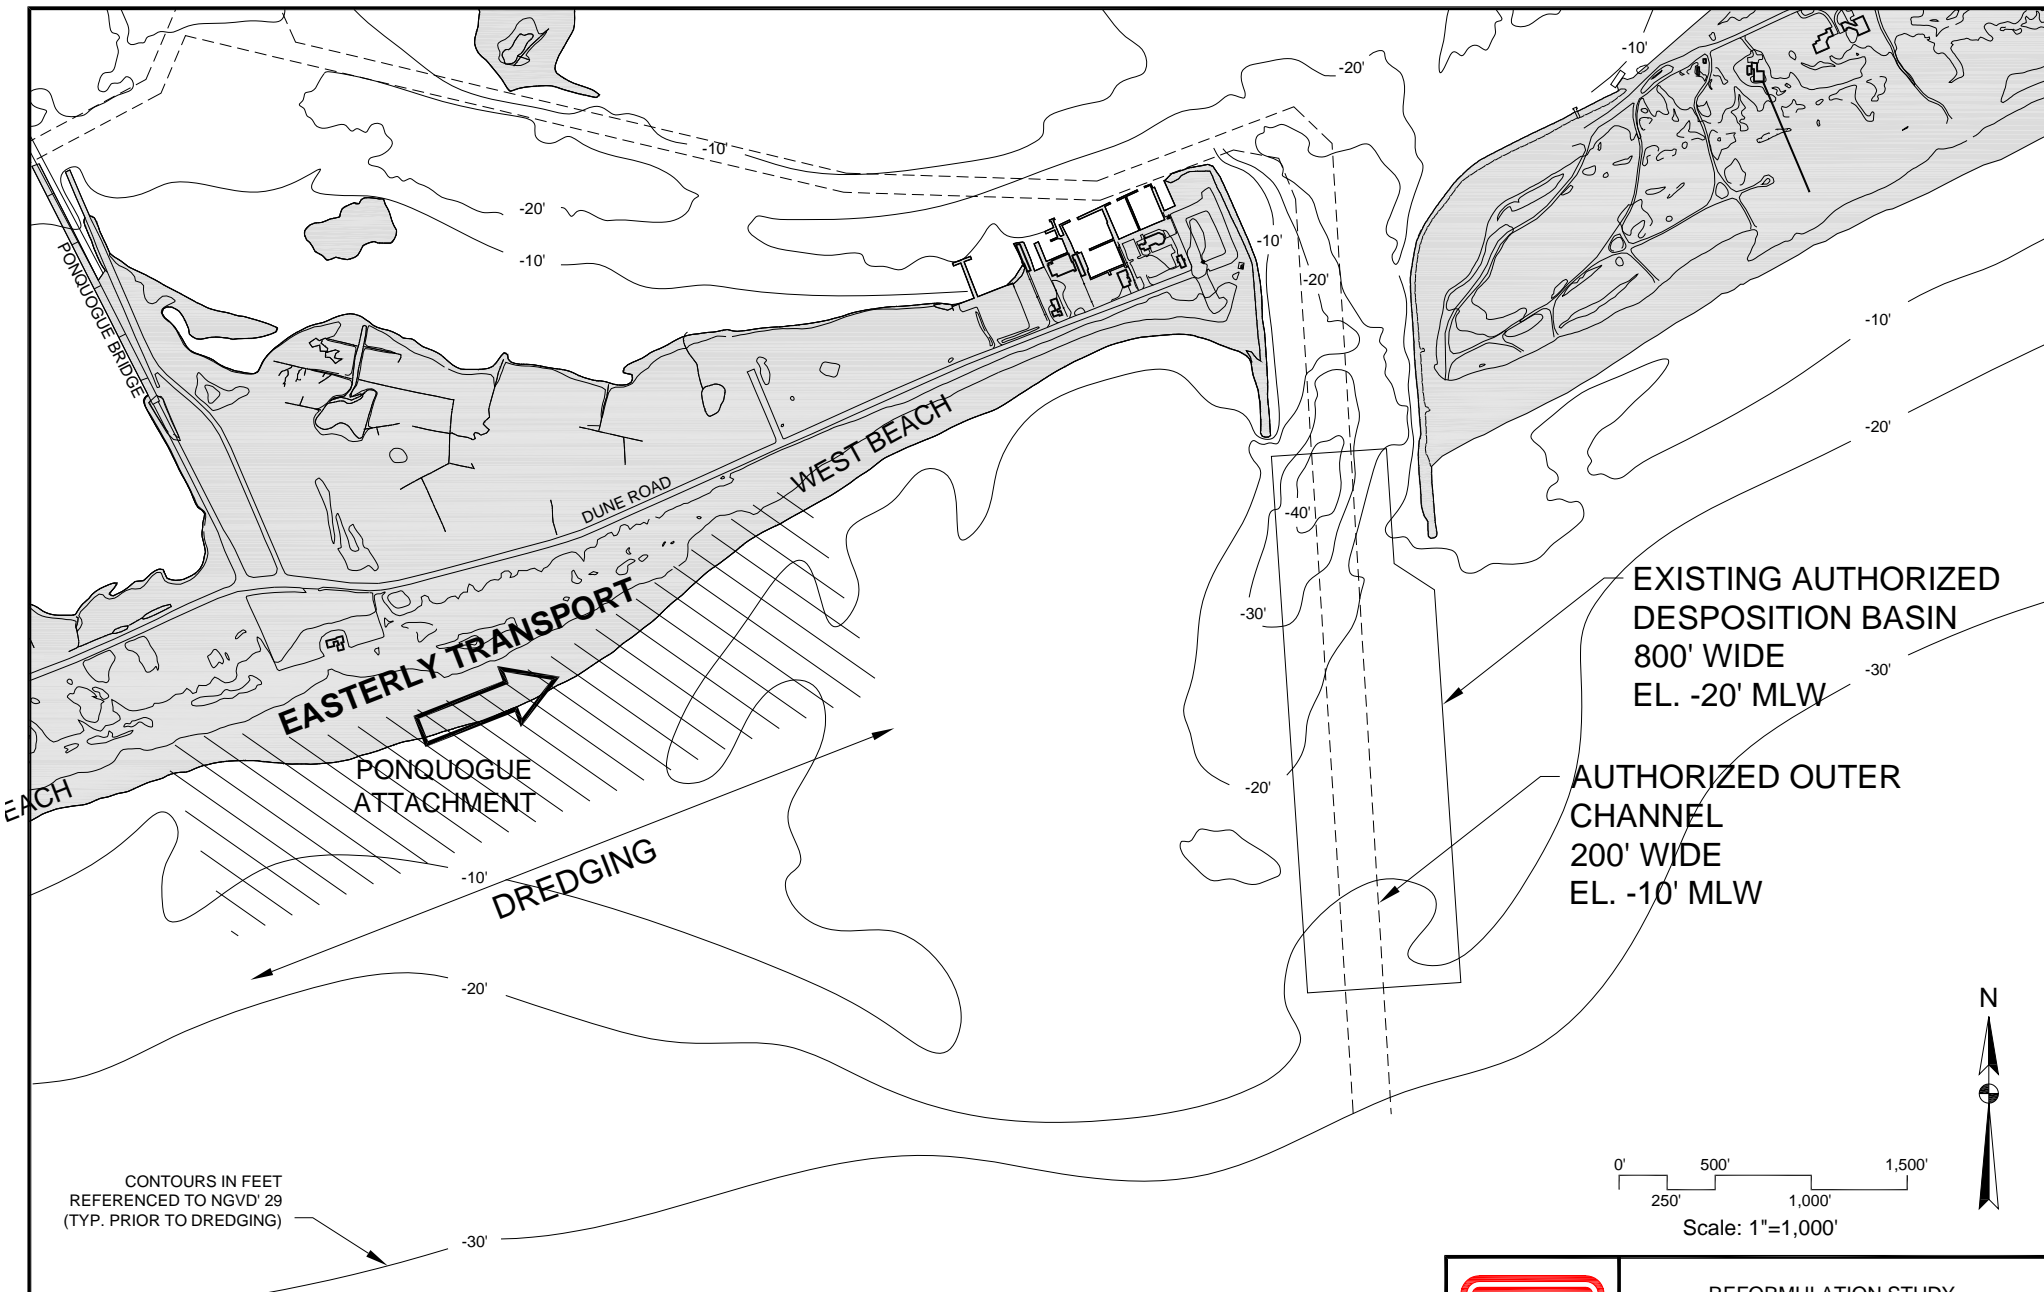 -10'
-20'
-10'
-20'
-10'
-10'
-20'
PONQUOGUE BRIDGE
-10'
-20'
WEST BEACH
DUNE ROAD
-40'
-30'
EXISTING AUTHORIZED
DESPOSITION BASIN
800' WIDE
EL. -20' MLW
-30'
EASTERLY TRANSPORT
PONQUOGUE
ATTACHMENT
EACH
-20'
AUTHORIZED OUTER
CHANNEL
200' WIDE
EL. -10' MLW
-10'
DREDGING
-20'
N
CONTOURS IN FEET
REFERENCED TO NGVD' 29
(TYP. PRIOR TO DREDGING)
-30'
0' 500' 1,500'
250' 1,000'
Scale: 1"=1,000'
REFORMULATION STUDY